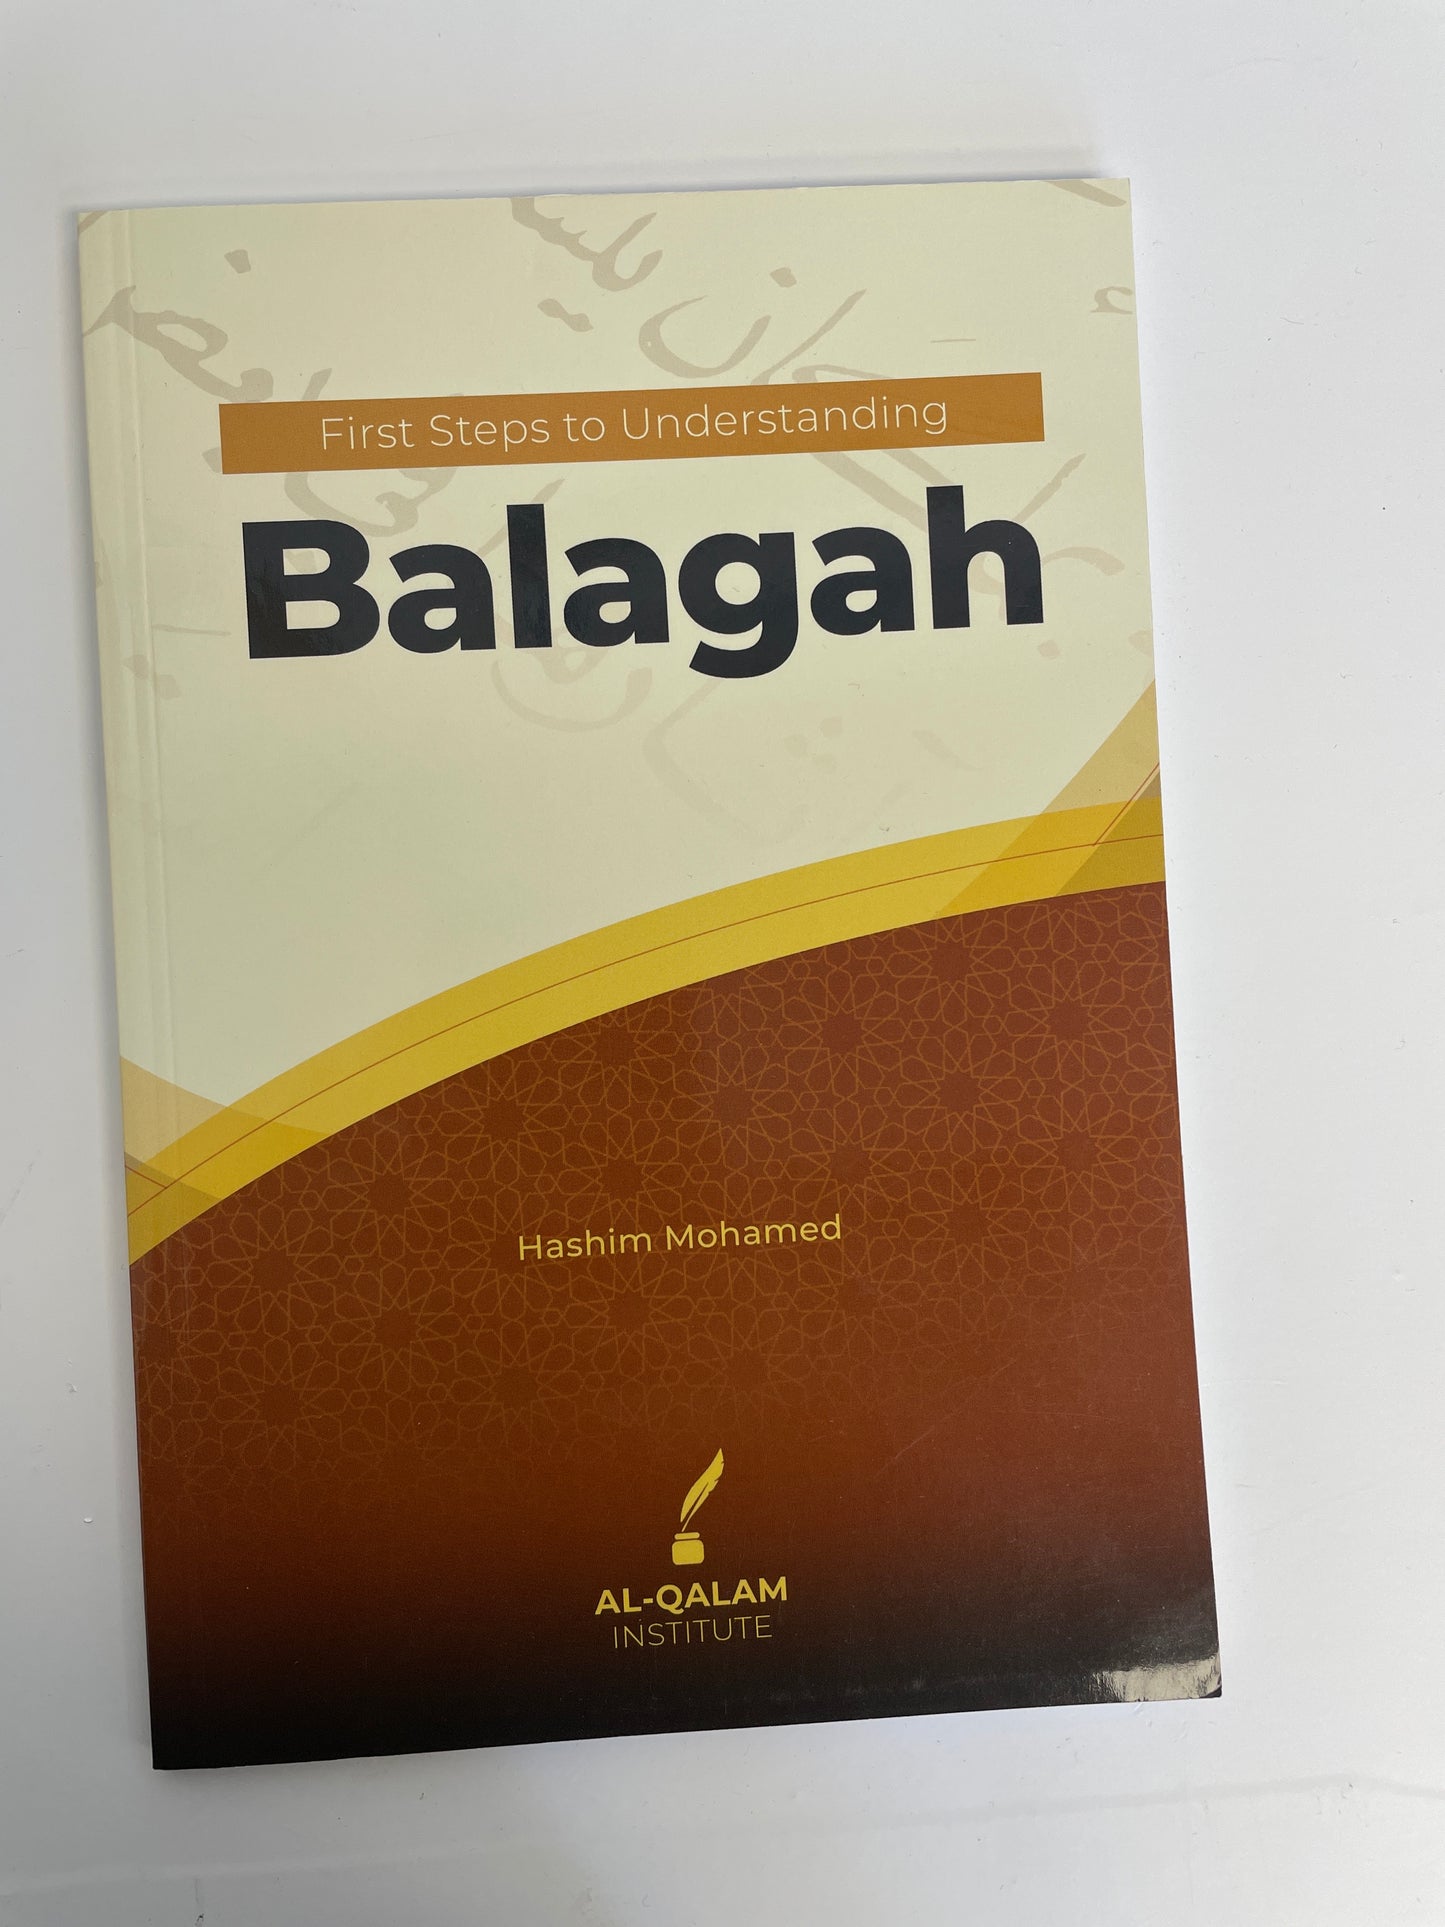 First Steps to Understanding
Balagah
Hashim Mohamed
AL-QALAM
INSTITUTE